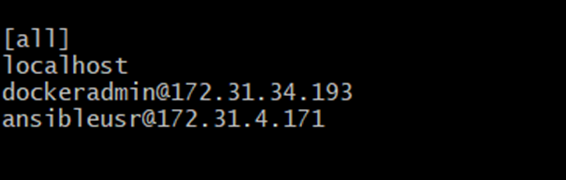 [all]
localhost
dockeradmin@172.31.34.193
ansibleusr@172.31.4.171